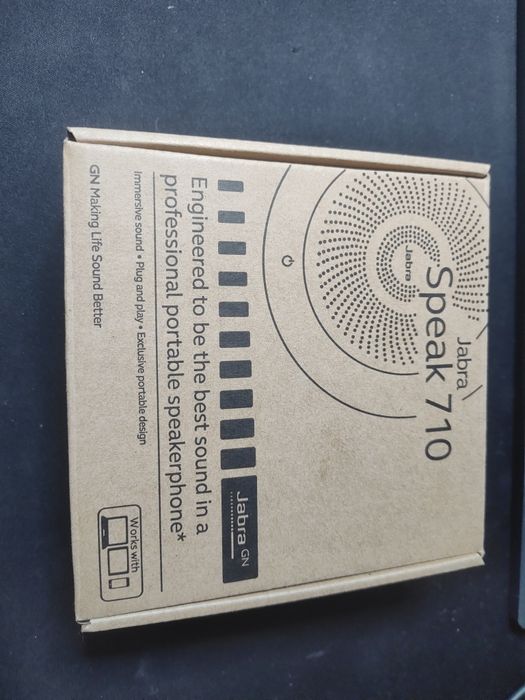 Jabra
Speak 710
Jabra
Jabra GN
Engineered to be the best sound in a
professional portable speakerphone*
Immersive sound • Plug and play • Exclusive portable design
GN Making Life Sound Better
Works with